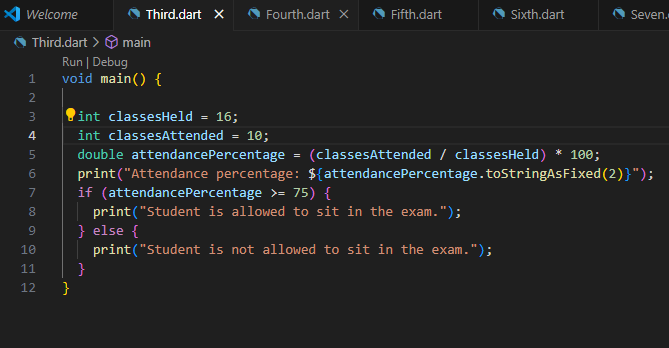 Welcome Third.dart Fourth.dart Fifth.dart Sixth.dart Seven.
Third.dart > main
Run | Debug
1 void main() {
2
3 int classesHeld = 16;
4 int classesAttended = 10;
5 double attendancePercentage = (classesAttended / classesHeld) * 100;
6 print("Attendance percentage: ${attendancePercentage.toStringAsFixed(2)}");
7 if (attendancePercentage >= 75) {
8 print("Student is allowed to sit in the exam.");
9 } else {
10 print("Student is not allowed to sit in the exam.");
11 }
12 }